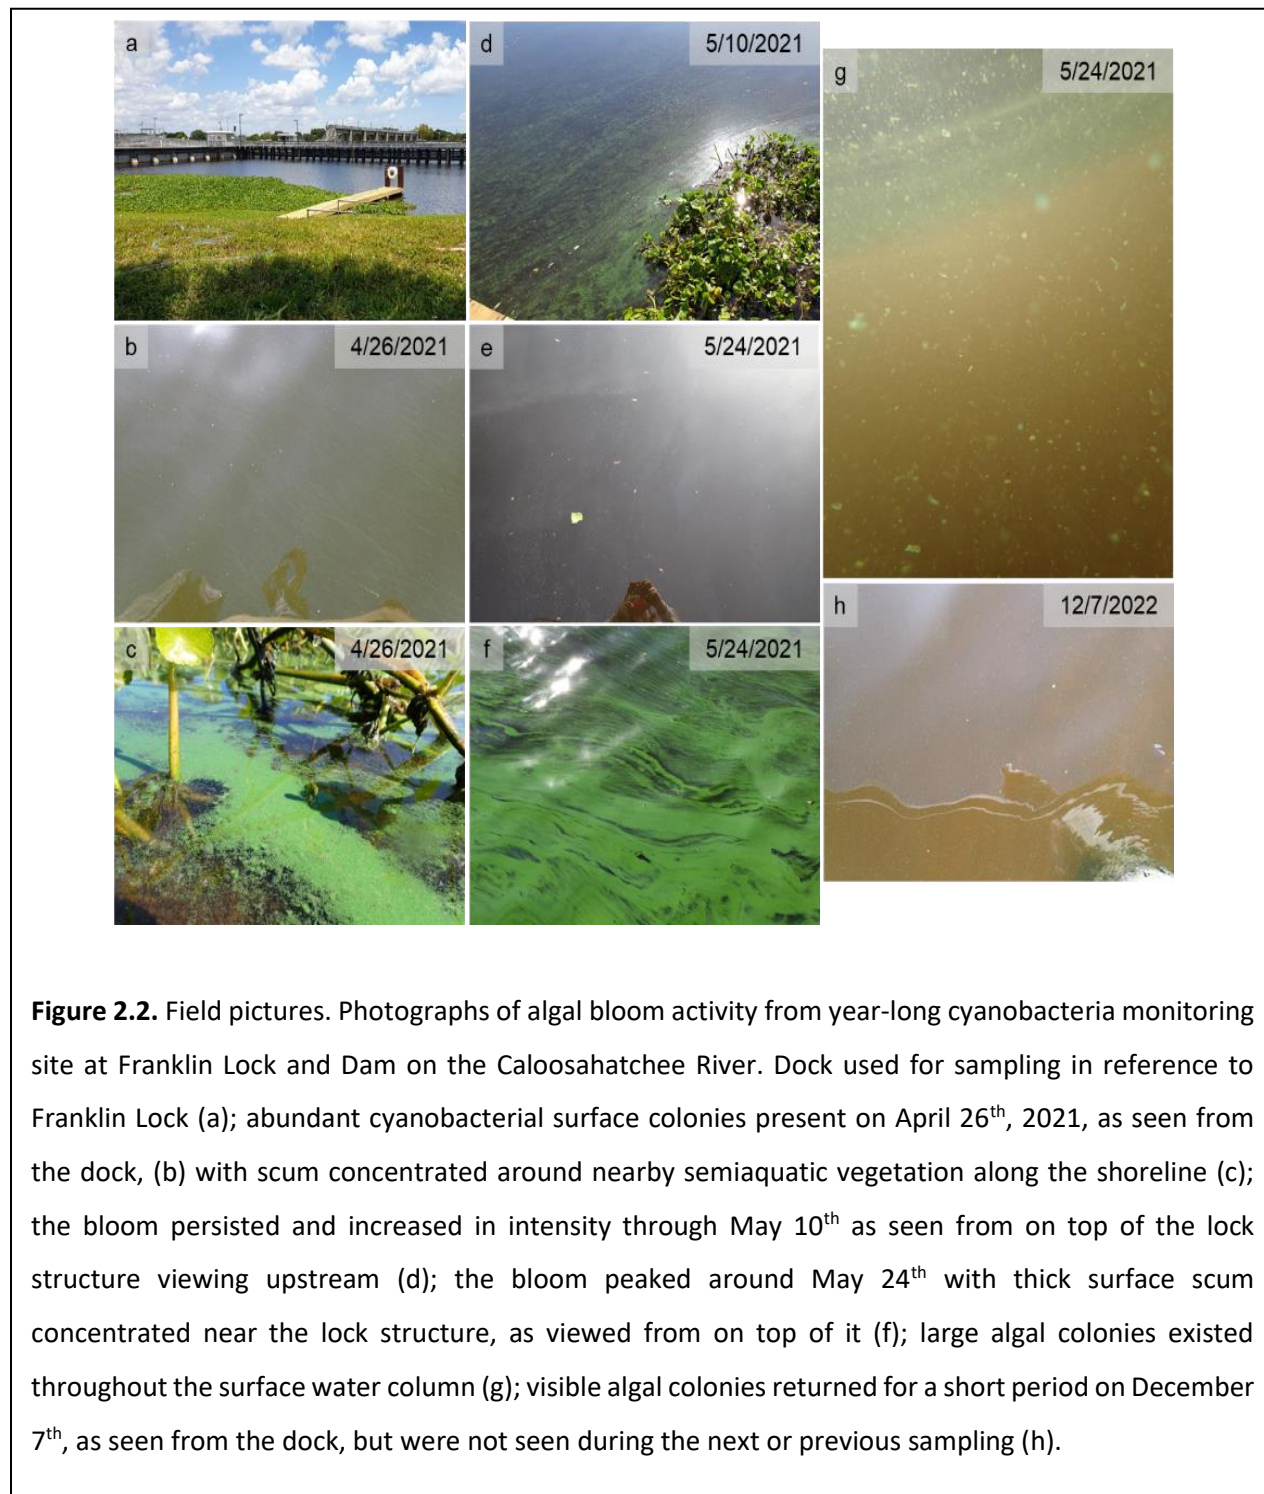 a
d
5/10/2021
g
5/24/2021
b
4/26/2021
e
5/24/2021
c
4/26/2021
f
5/24/2021
h
12/7/2022
Figure 2.2. Field pictures. Photographs of algal bloom activity from year-long cyanobacteria monitoring
site at Franklin Lock and Dam on the Caloosahatchee River. Dock used for sampling in reference to
Franklin Lock (a); abundant cyanobacterial surface colonies present on April 26th, 2021, as seen from
the dock, (b) with scum concentrated around nearby semiaquatic vegetation along the shoreline (c);
the bloom persisted and increased in intensity through May 10th as seen from on top of the lock
structure viewing upstream (d); the bloom peaked around May 24th with thick surface scum
concentrated near the lock structure, as viewed from on top of it (f); large algal colonies existed
throughout the surface water column (g); visible algal colonies returned for a short period on December
7th, as seen from the dock, but were not seen during the next or previous sampling (h).